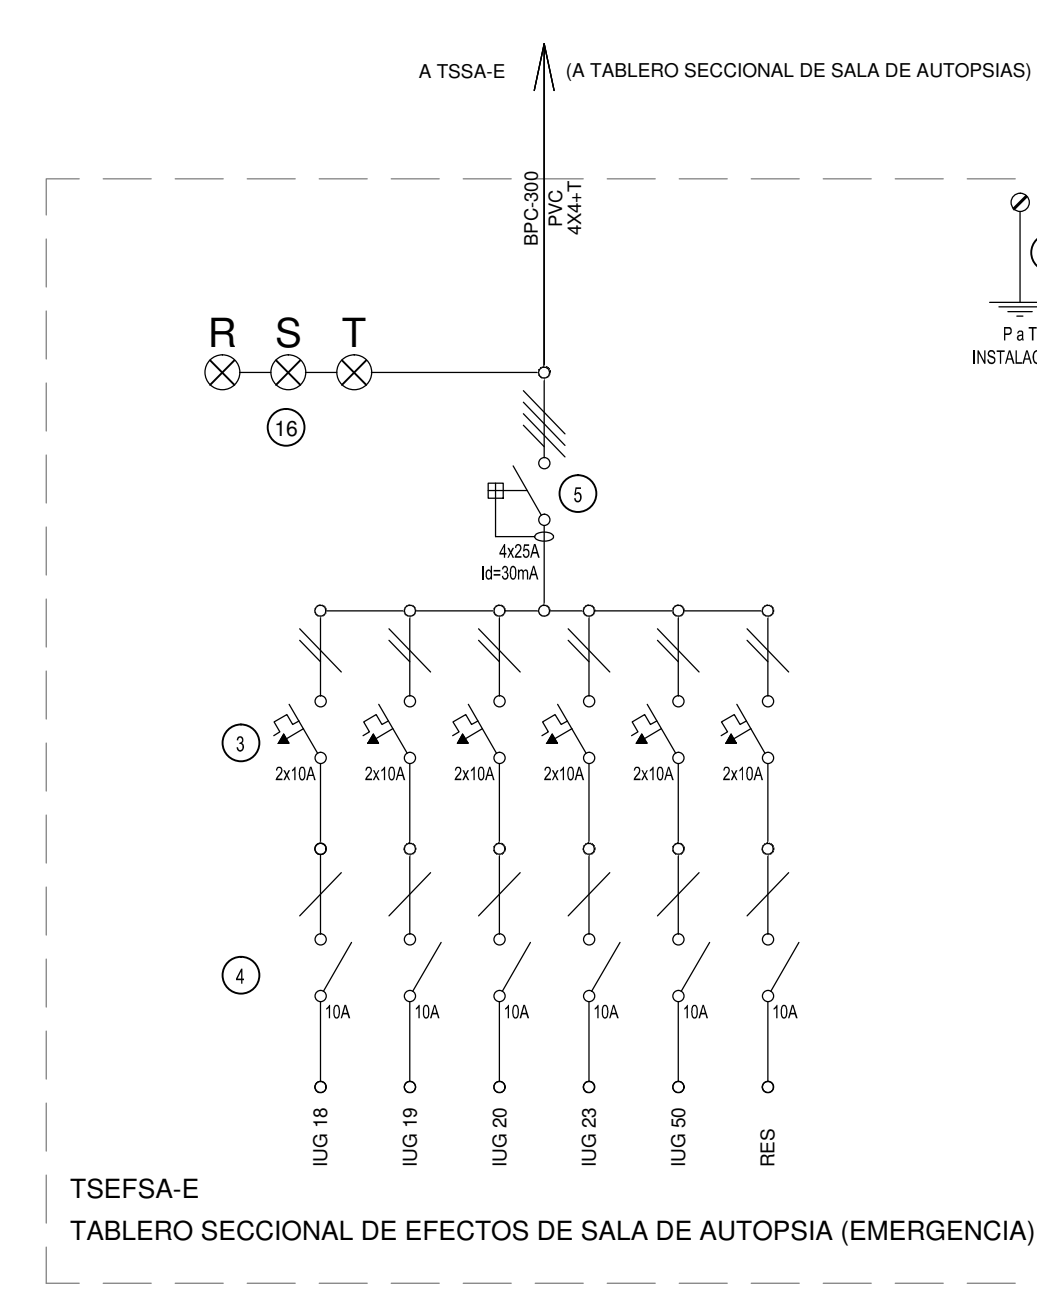 A TSSA-E
(A TABLERO SECCIONAL DE SALA DE AUTOPSIAS)
BPC-300
PVC
4X4+T
P a T
R S T
16
5
4x25A
Id=30mA
3
2x10A 2x10A 2x10A 2x10A 2x10A 2x10A
4
10A 10A 10A 10A 10A 10A
IUG 18
IUG 19
IUG 20
IUG 23
IUG 50
RES
TSEFSA-E
TABLERO SECCIONAL DE EFECTOS DE SALA DE AUTOPSIA (EMERGENCIA)